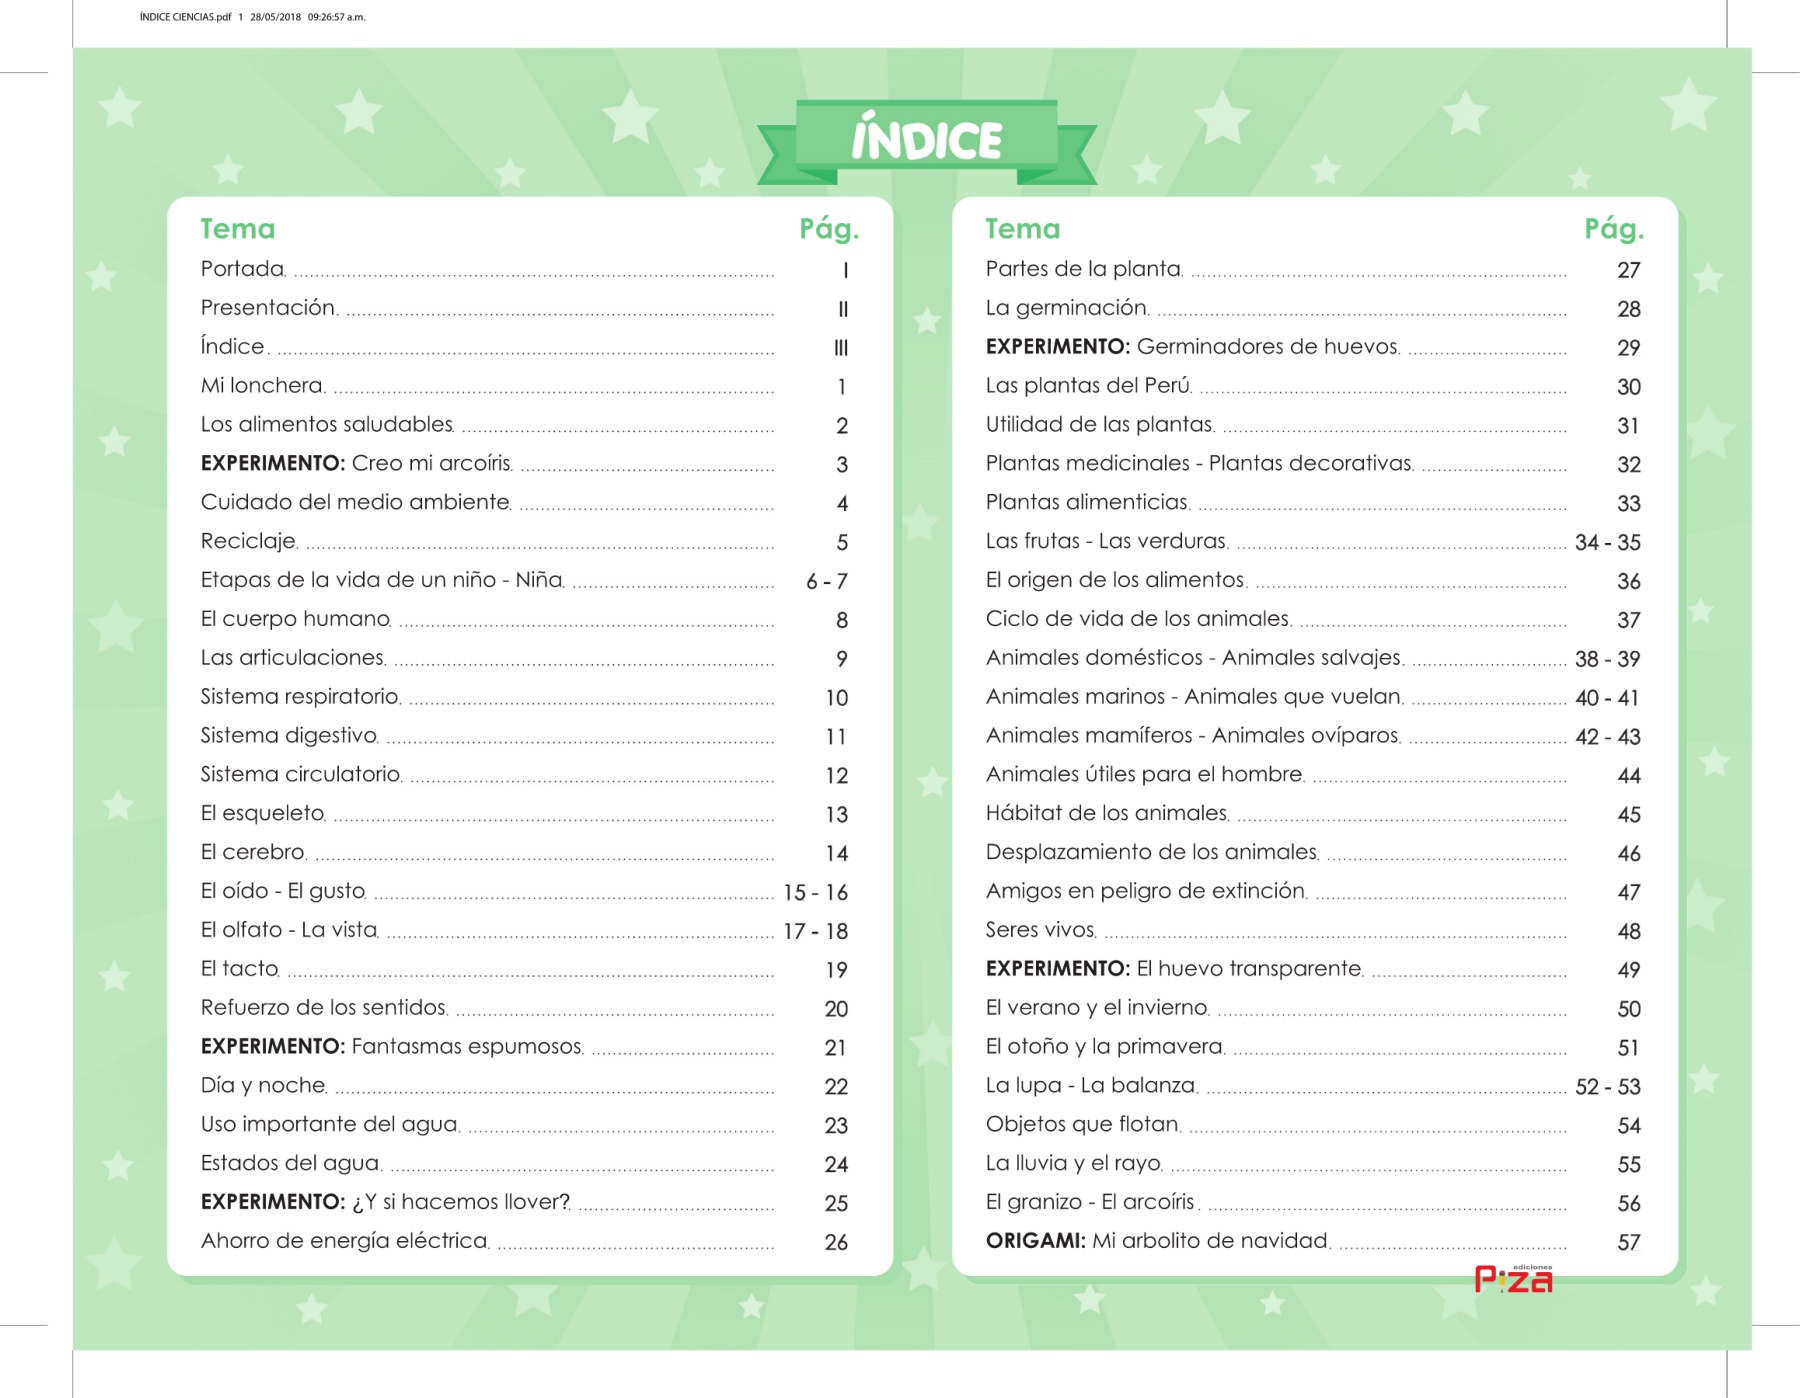 ÍNDICE CIENCIAS.pdf 1 28/05/2018 09:26:57 a.m.
ÍNDICE
Tema Pág.
Portada. I
Presentación. II
Índice. III
Mi lonchera. 1
Los alimentos saludables. 2
EXPERIMENTO: Creo mi arcoíris. 3
Cuidado del medio ambiente. 4
Reciclaje. 5
Etapas de la vida de un niño - Niña. 6 - 7
El cuerpo humano. 8
Las articulaciones. 9
Sistema respiratorio. 10
Sistema digestivo. 11
Sistema circulatorio. 12
El esqueleto. 13
El cerebro. 14
El oído - El gusto. 15 - 16
El olfato - La vista. 17 - 18
El tacto. 19
Refuerzo de los sentidos. 20
EXPERIMENTO: Fantasmas espumosos. 21
Día y noche. 22
Uso importante del agua. 23
Estados del agua. 24
EXPERIMENTO: ¿Y si hacemos llover?. 25
Ahorro de energía eléctrica. 26
Tema Pág.
Partes de la planta. 27
La germinación. 28
EXPERIMENTO: Germinadores de huevos. 29
Las plantas del Perú. 30
Utilidad de las plantas. 31
Plantas medicinales - Plantas decorativas. 32
Plantas alimenticias. 33
Las frutas - Las verduras. 34 - 35
El origen de los alimentos. 36
Ciclo de vida de los animales. 37
Animales domésticos - Animales salvajes. 38 - 39
Animales marinos - Animales que vuelan. 40 - 41
Animales mamíferos - Animales ovíparos. 42 - 43
Animales útiles para el hombre. 44
Hábitat de los animales. 45
Desplazamiento de los animales. 46
Amigos en peligro de extinción. 47
Seres vivos. 48
EXPERIMENTO: El huevo transparente. 49
El verano y el invierno. 50
El otoño y la primavera. 51
La lupa - La balanza. 52 - 53
Objetos que flotan. 54
La lluvia y el rayo. 55
El granizo - El arcoíris. 56
ORIGAMI: Mi arbolito de navidad. 57
ediciones
Piza